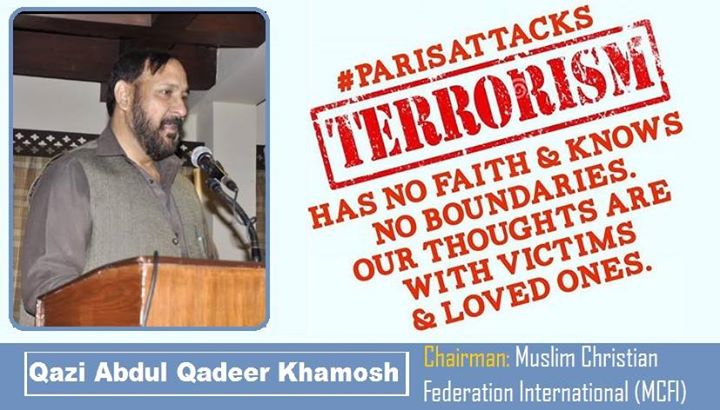 #PARISATTACKS
TERRORISM
HAS NO FAITH & KNOWS
NO BOUNDARIES.
OUR THOUGHTS ARE
WITH VICTIMS
& LOVED ONES.
Qazi Abdul Qadeer Khamosh
Chairman: Muslim Christian
Federation International (MCFI)